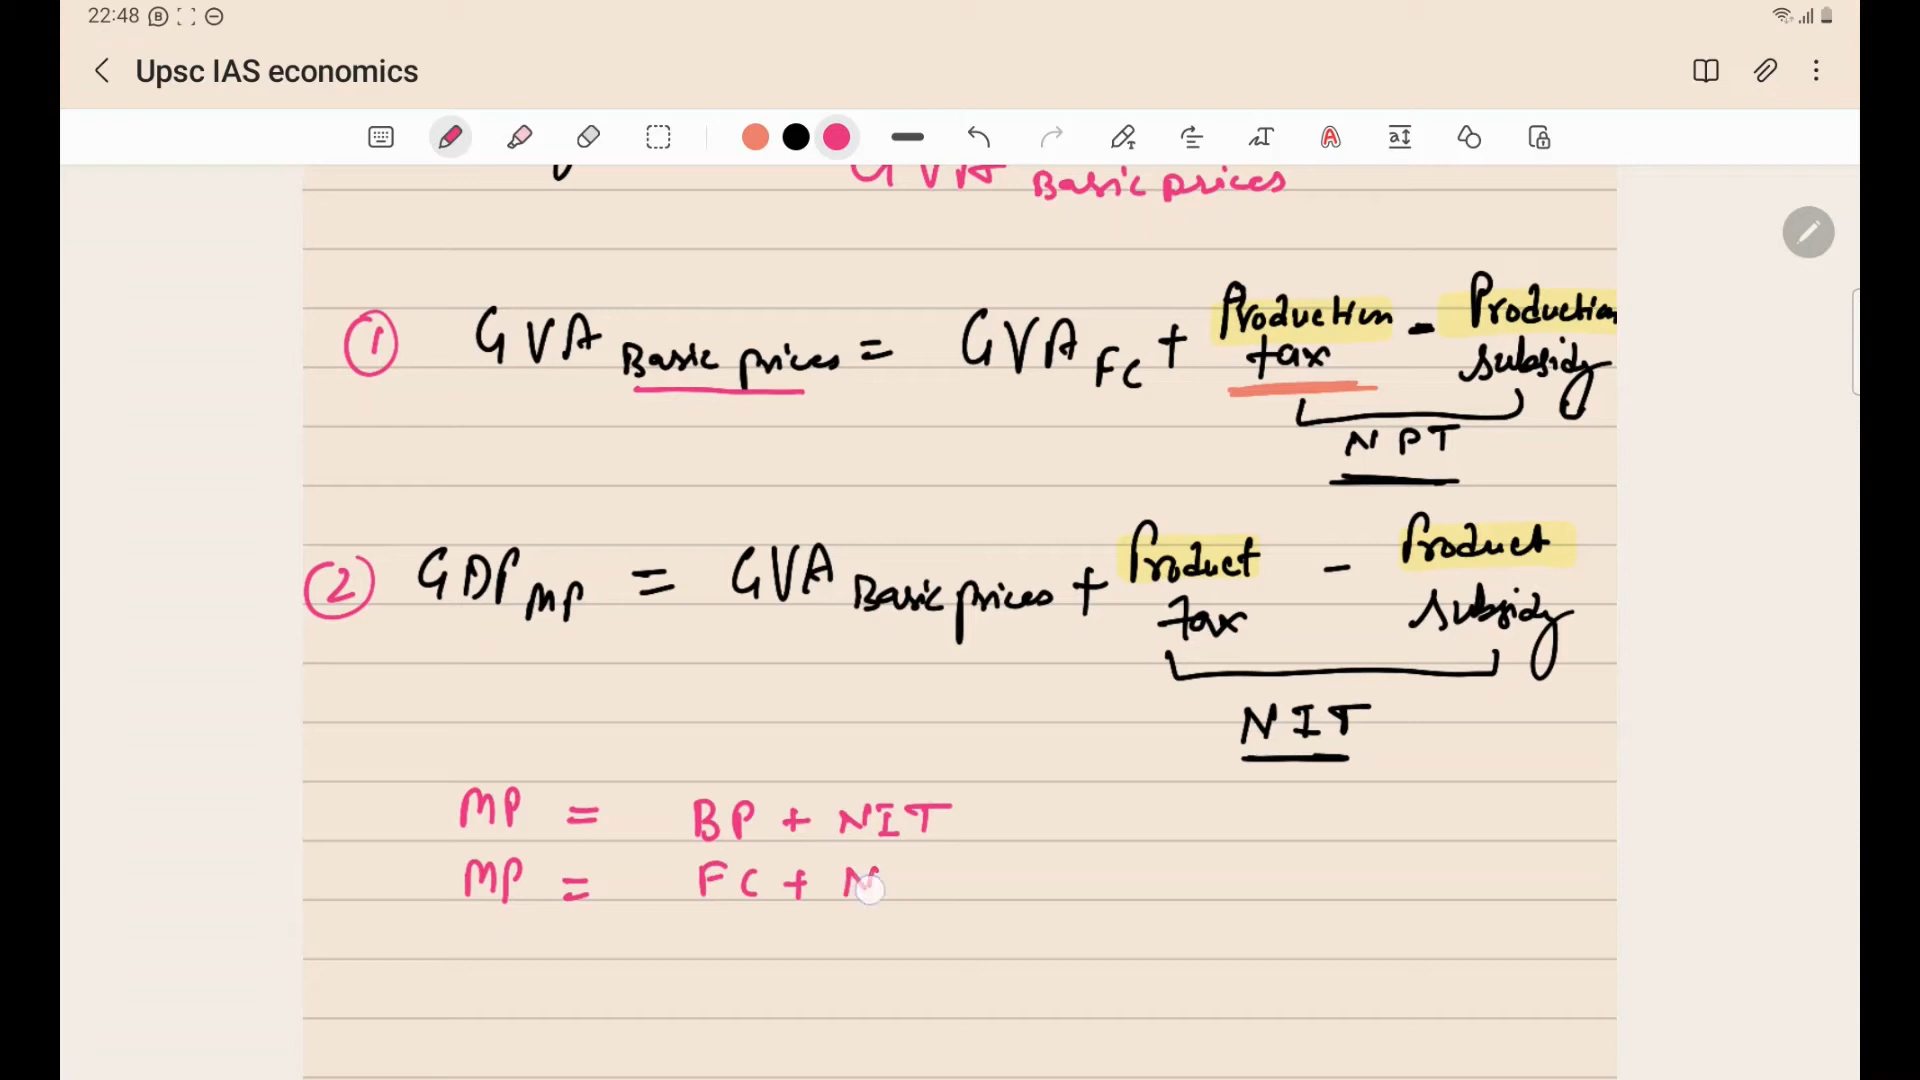 22:48
Upsc IAS economics
GVA Basic prices
① GVA Basic prices = GVA FC + Production tax - Production subsidy
NPT
② GDP MP = GVA Basic prices + Product tax - Product subsidy
NIT
MP = BP + NIT
MP = FC + N